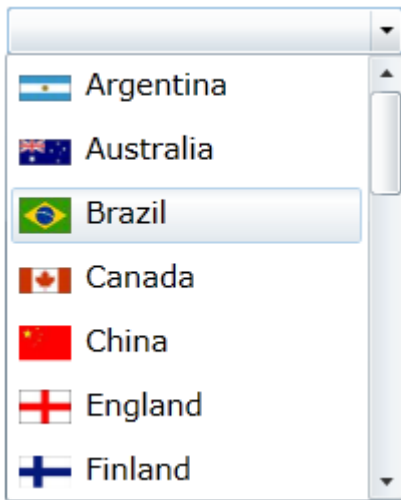 Argentina
Australia
Brazil
Canada
China
England
Finland